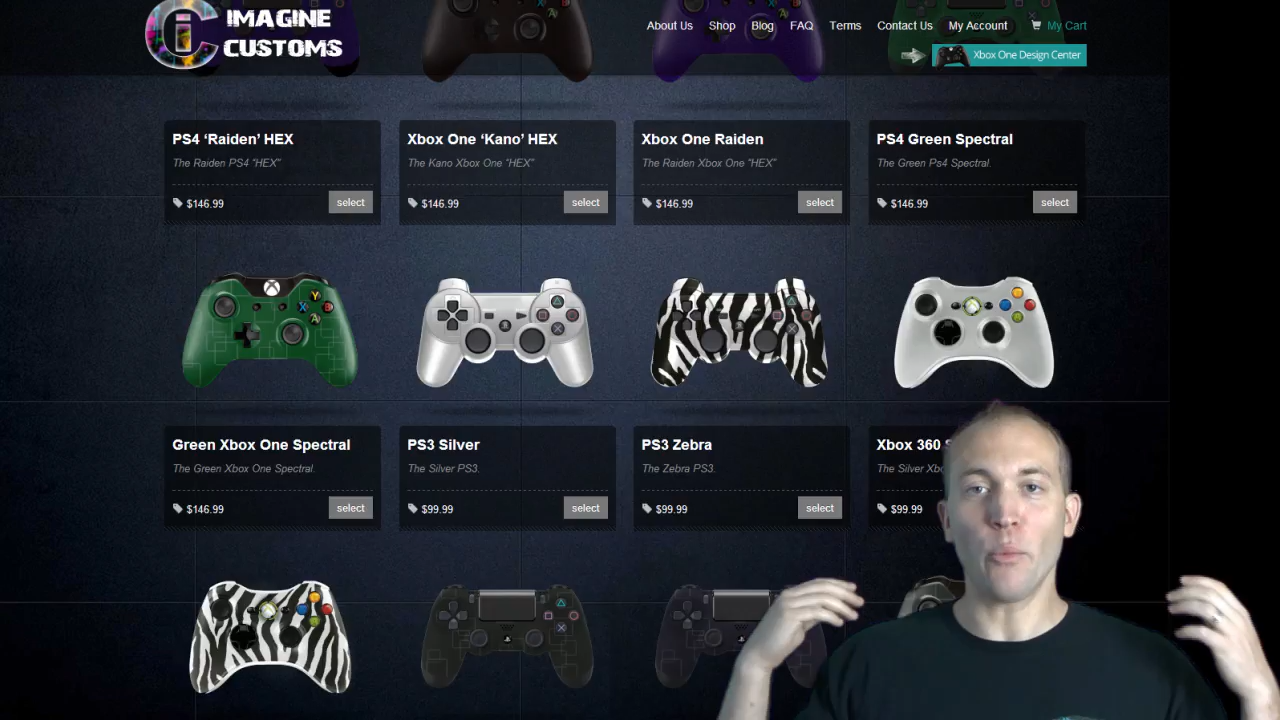 IMAGINE
CUSTOMS
About Us Shop Blog FAQ Terms Contact Us My Account My Cart
Xbox One Design Center
PS4 ‘Raiden’ HEX
The Raiden PS4 “HEX”
$146.99 select
Xbox One ‘Kano’ HEX
The Kano Xbox One “HEX”
$146.99 select
Xbox One Raiden
The Raiden Xbox One “HEX”
$146.99 select
PS4 Green Spectral
The Green Ps4 Spectral.
$146.99 select
Green Xbox One Spectral
The Green Xbox One Spectral.
$146.99 select
PS3 Silver
The Silver PS3.
$99.99 select
PS3 Zebra
The Zebra PS3.
$99.99 select
Xbox 360 S
The Silver Xb
$99.99